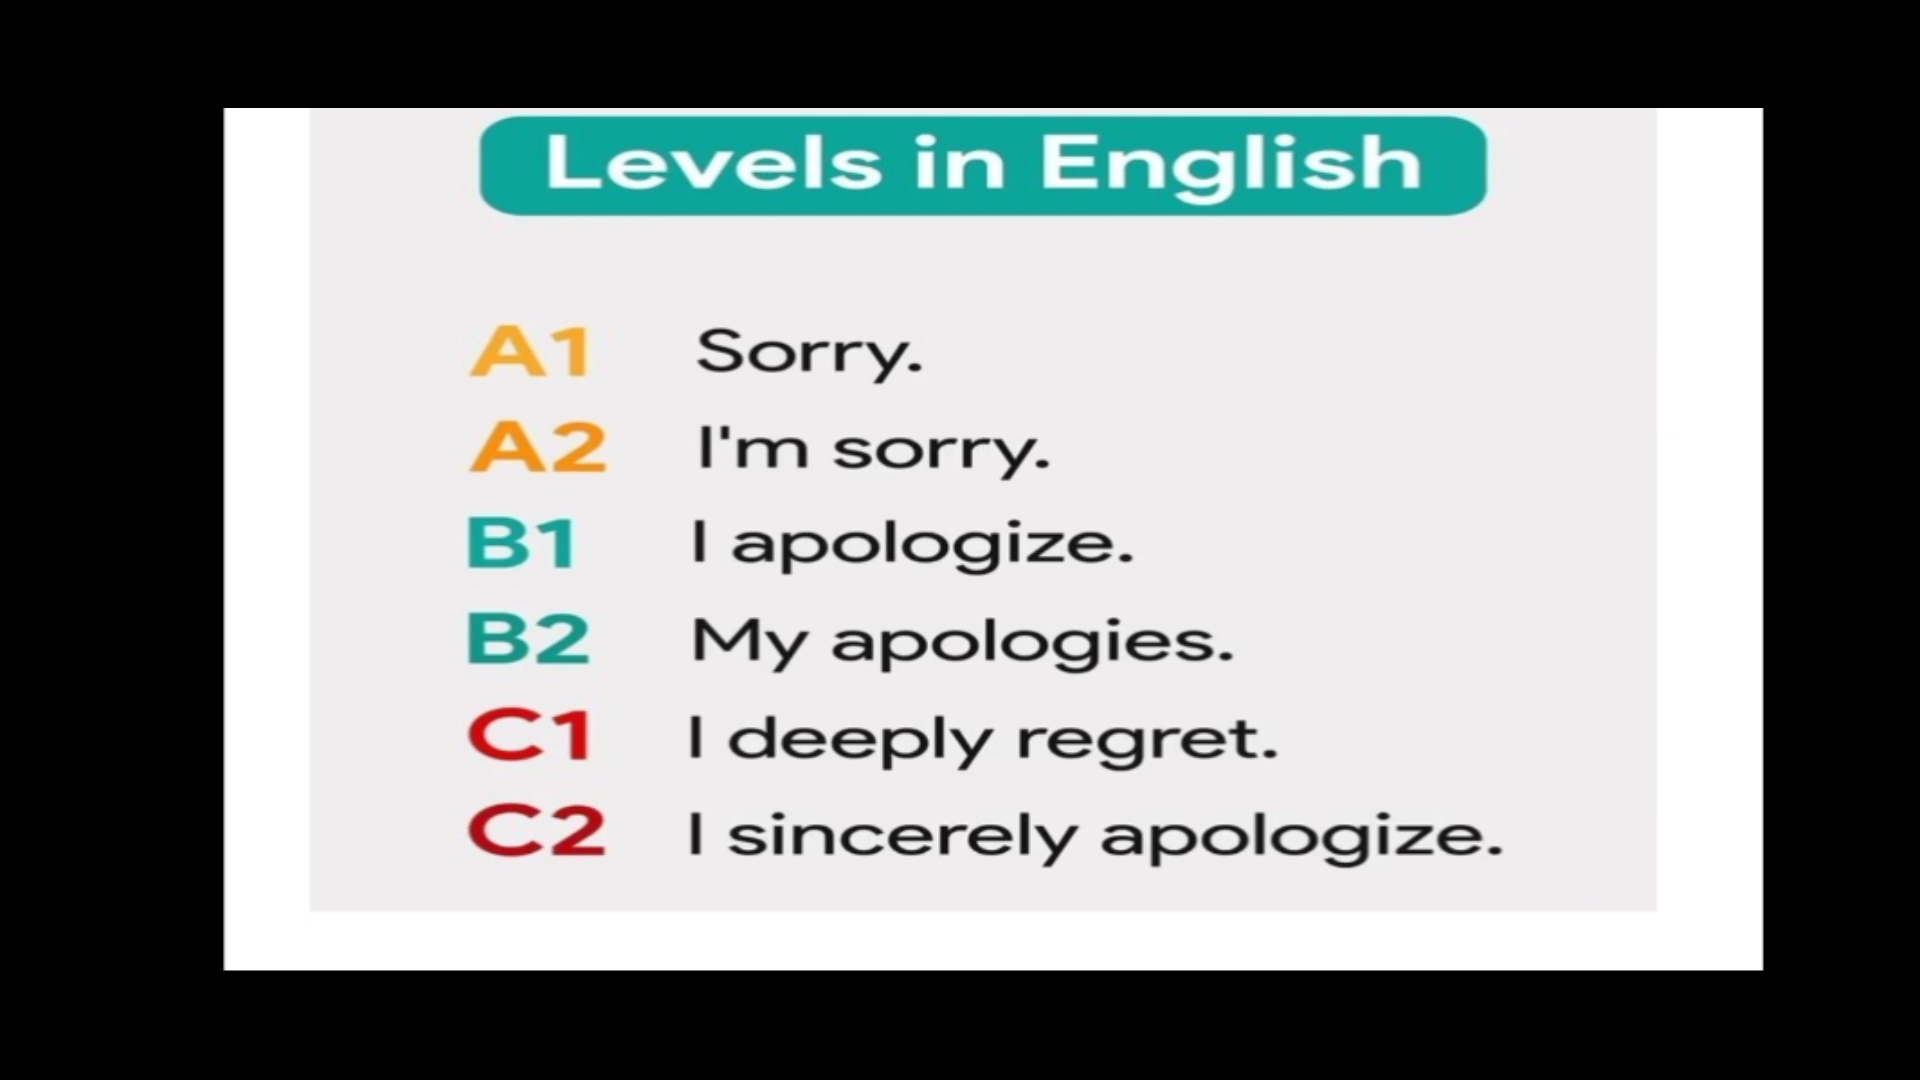 Levels in English
A1 Sorry.
A2 I'm sorry.
B1 I apologize.
B2 My apologies.
C1 I deeply regret.
C2 I sincerely apologize.